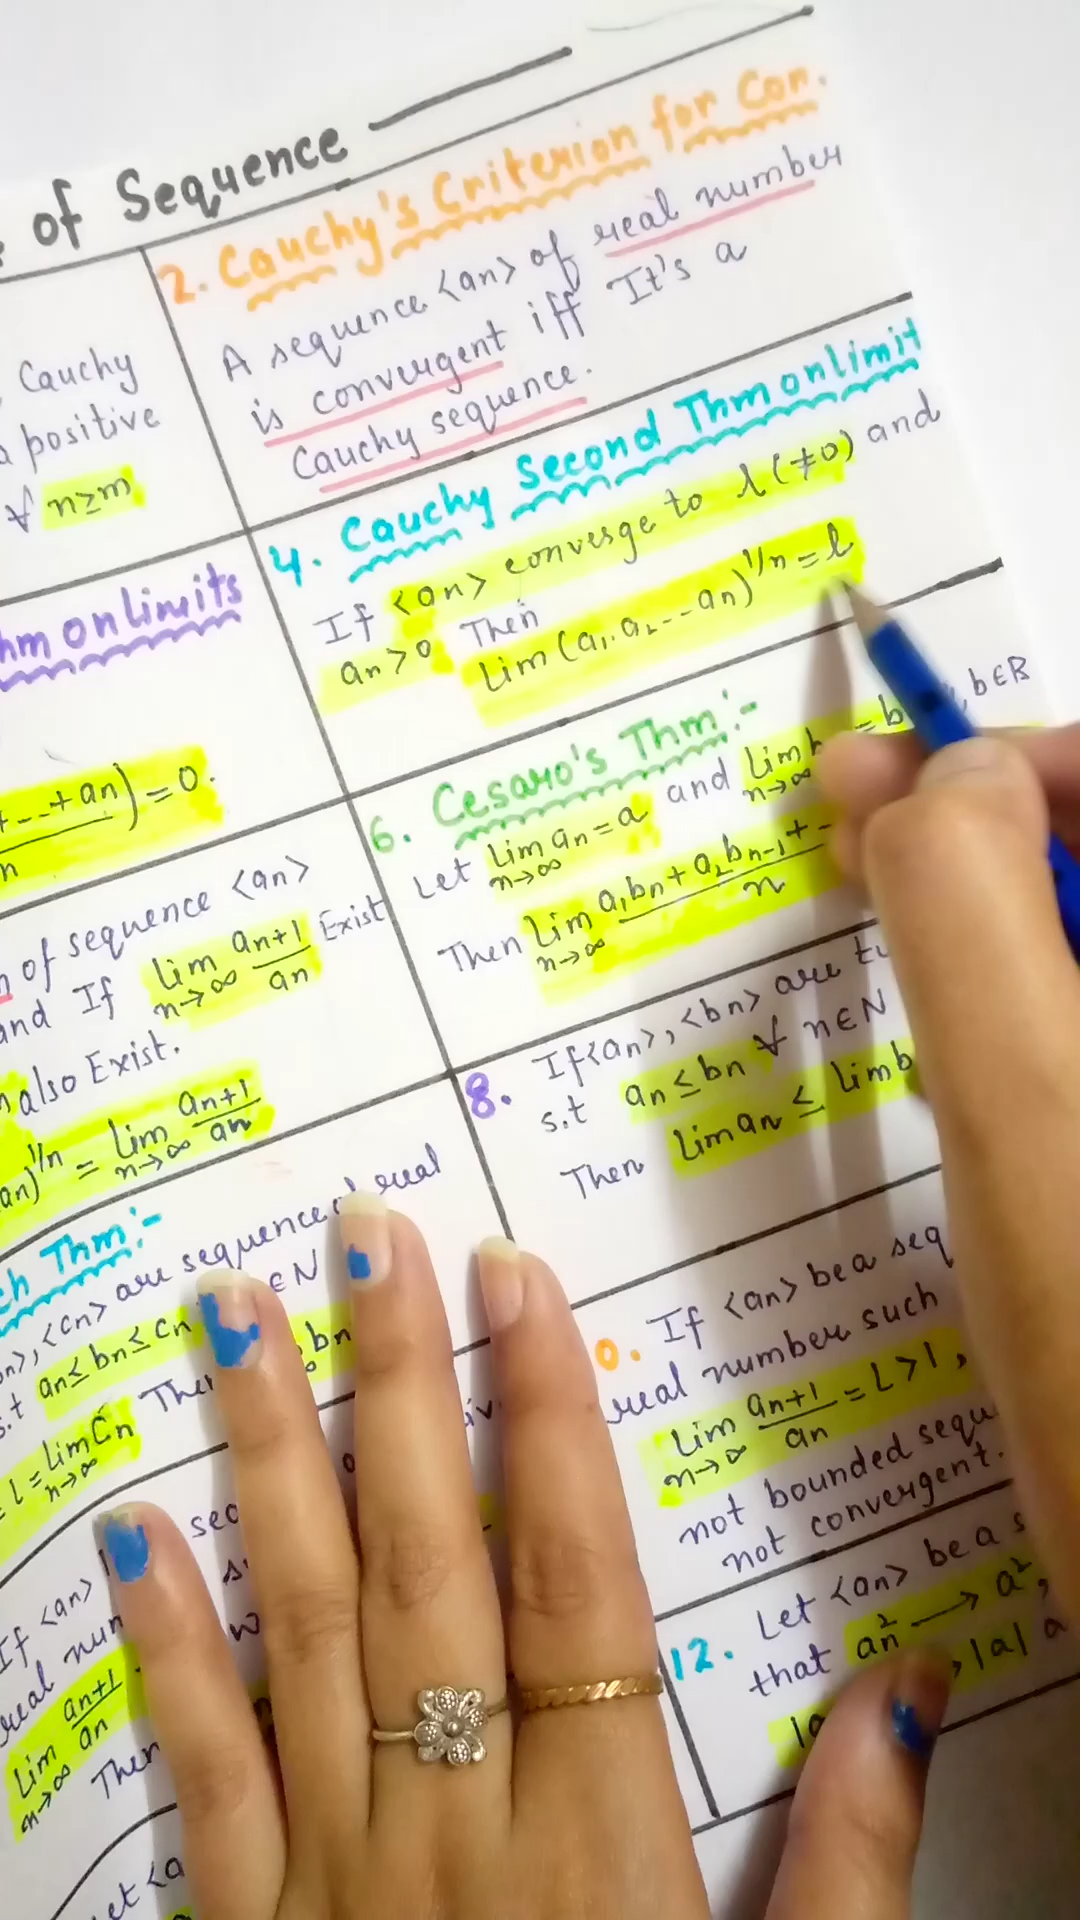 of Sequence
2. Cauchy's Criterion for Con.
A sequence <an> of real number
is convergent iff It's a
Cauchy sequence.
Cauchy
positive
∀ n≥m
4. Cauchy Second Thm on limit
If <an> converge to l (≠0) and
an>0 Then
Lim (a1. a2 -- an)^1/n = l
on limits
+ -- + an) = 0.
n
6. Cesaro's Thm :-
Let lim an = a and lim b = b , b∈R
n→∞ n→∞
Then Lim a1bn + a2bn-1 + -
n→∞ n
of sequence <an>
and If lim an+1 Exist
n→∞ an
also Exist.
an)^1/n = lim an+1
n→∞ an
8. If <an>, <bn> are
s.t an ≤ bn ∀ n∈N
Then lim an ≤ lim b
Thm :-
, <cn> are sequence real
s.t an ≤ bn ≤ cn ∈N
The bn
l = lim Cn
n→∞
0. If <an> be a seq
real number such
Lim an+1 = L > 1,
n→∞ an
not bounded sequ
not convergent.
If <an>
real num
Lim an+1
n→∞ an
Then
12. Let <an> be a s
that an² → a²,
, |a| a
et <a